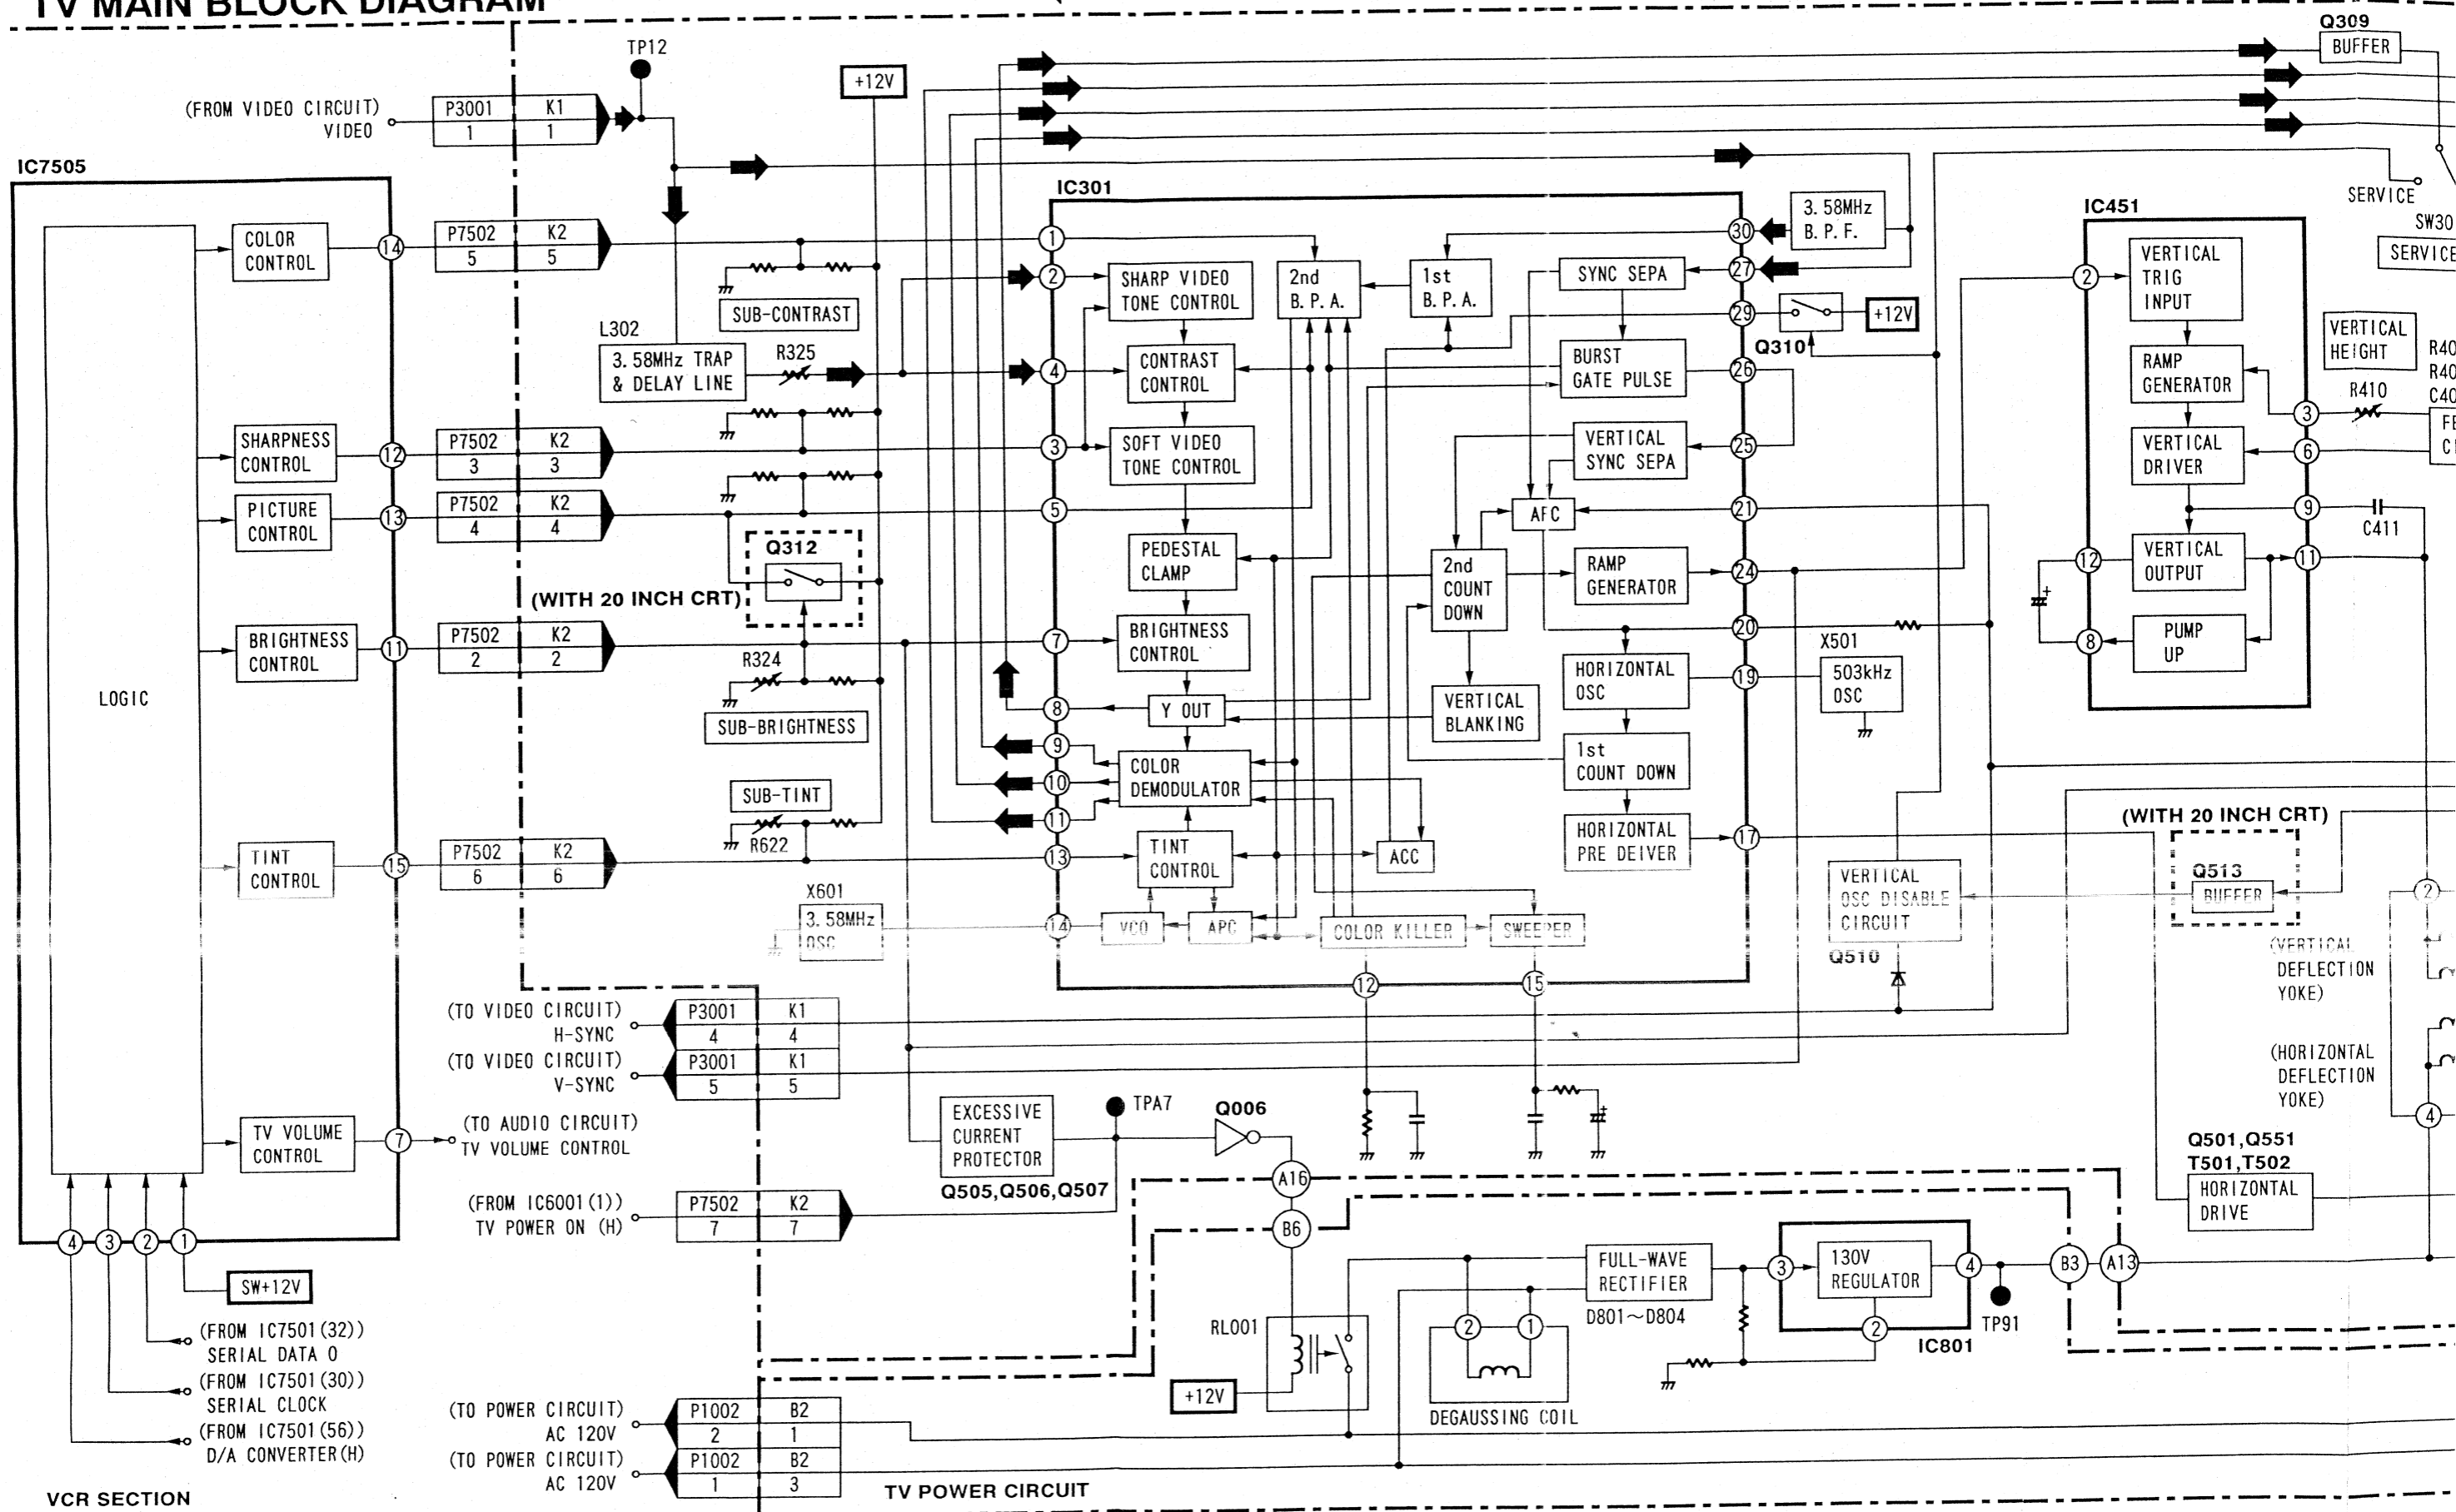 TV MAIN BLOCK DIAGRAM
Q309
BUFFER
TP12
+12V
(FROM VIDEO CIRCUIT)
VIDEO
P3001 K1
1 1
IC7505
LOGIC
COLOR
CONTROL
14
P7502 K2
5 5
SHARPNESS
CONTROL
12
P7502 K2
3 3
PICTURE
CONTROL
13
P7502 K2
4 4
BRIGHTNESS
CONTROL
11
P7502 K2
2 2
TINT
CONTROL
15
P7502 K2
6 6
TV VOLUME
CONTROL
7
(TO AUDIO CIRCUIT)
TV VOLUME CONTROL
4 3 2 1
SW+12V
(FROM IC7501(32))
SERIAL DATA O
(FROM IC7501(30))
SERIAL CLOCK
(FROM IC7501(56))
D/A CONVERTER(H)
VCR SECTION
SUB-CONTRAST
L302
3.58MHz TRAP
& DELAY LINE
R325
Q312
(WITH 20 INCH CRT)
R324
SUB-BRIGHTNESS
SUB-TINT
R622
X601
3.58MHz
OSC
IC301
1
2
4
3
5
7
8
9
10
11
13
14
SHARP VIDEO
TONE CONTROL
CONTRAST
CONTROL
SOFT VIDEO
TONE CONTROL
PEDESTAL
CLAMP
BRIGHTNESS
CONTROL
Y OUT
COLOR
DEMODULATOR
TINT
CONTROL
VCO
APC
COLOR KILLER
SWEEPER
ACC
2nd
B.P.A.
1st
B.P.A.
SYNC SEPA
BURST
GATE PULSE
VERTICAL
SYNC SEPA
AFC
2nd
COUNT
DOWN
RAMP
GENERATOR
HORIZONTAL
OSC
VERTICAL
BLANKING
1st
COUNT DOWN
HORIZONTAL
PRE DEIVER
30
27
29
26
25
21
24
20
19
17
12
15
3.58MHz
B.P.F.
+12V
Q310
X501
503kHz
OSC
SERVICE
SW30
SERVICE
IC451
2
VERTICAL
TRIG
INPUT
RAMP
GENERATOR
VERTICAL
DRIVER
VERTICAL
OUTPUT
PUMP
UP
3
6
9
11
12
8
VERTICAL
HEIGHT
R410
R40
R40
C40
FE
C411
(WITH 20 INCH CRT)
Q513
BUFFER
VERTICAL
OSC DISABLE
CIRCUIT
Q510
2
(VERTICAL
DEFLECTION
YOKE)
(HORIZONTAL
DEFLECTION
YOKE)
4
Q501,Q551
T501,T502
HORIZONTAL
DRIVE
(TO VIDEO CIRCUIT)
H-SYNC
P3001 K1
4 4
(TO VIDEO CIRCUIT)
V-SYNC
P3001 K1
5 5
EXCESSIVE
CURRENT
PROTECTOR
Q505,Q506,Q507
TPA7
Q006
A16
B6
(FROM IC6001(1))
TV POWER ON (H)
P7502 K2
7 7
RL001
+12V
FULL-WAVE
RECTIFIER
D801~D804
2 1
DEGAUSSING COIL
3
130V
REGULATOR
4
2
IC801
TP91
B3
A13
(TO POWER CIRCUIT)
AC 120V
P1002 B2
2 1
(TO POWER CIRCUIT)
AC 120V
P1002 B2
1 3
TV POWER CIRCUIT